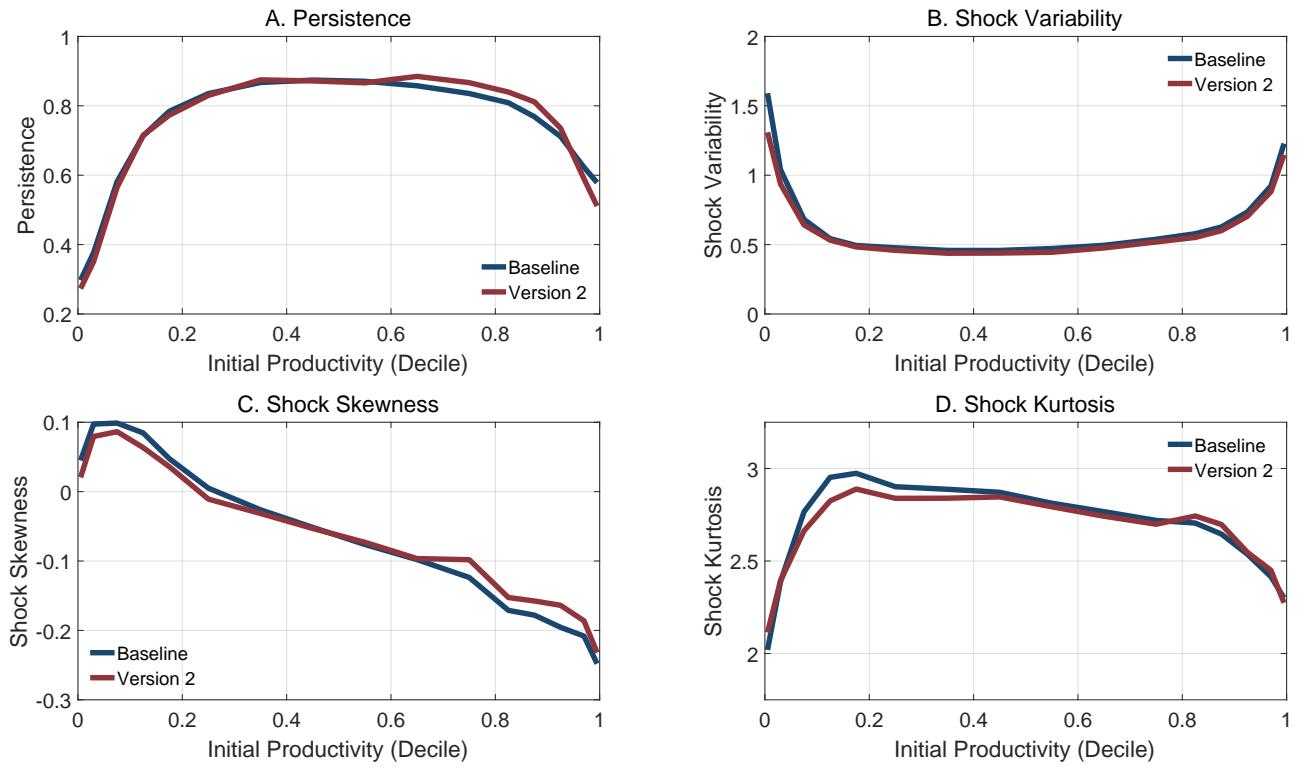 A. Persistence
1
0.8
0.6
0.4
0.2
Persistence
Baseline
Version 2
0
0.2
0.4
0.6
0.8
1
Initial Productivity (Decile)
B. Shock Variability
2
1.5
1
0.5
0
Shock Variability
Baseline
Version 2
0
0.2
0.4
0.6
0.8
1
Initial Productivity (Decile)
C. Shock Skewness
0.1
0
-0.1
-0.2
-0.3
Shock Skewness
Baseline
Version 2
0
0.2
0.4
0.6
0.8
1
Initial Productivity (Decile)
D. Shock Kurtosis
3
2.5
2
Shock Kurtosis
Baseline
Version 2
0
0.2
0.4
0.6
0.8
1
Initial Productivity (Decile)